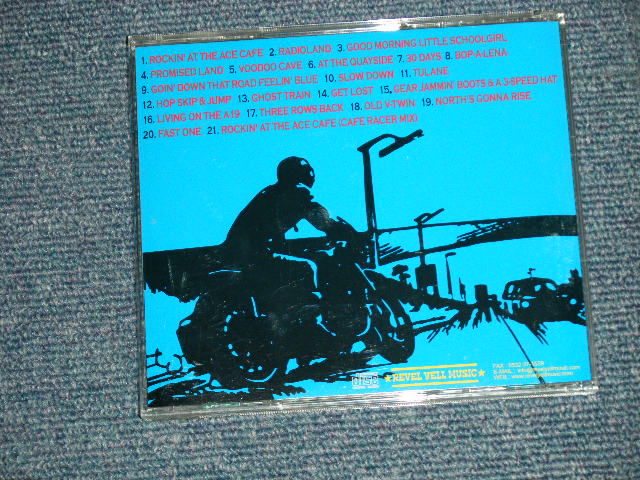 1. ROCKIN' AT THE ACE CAFE 2. RADIOLAND 3. GOOD MORNING LITTLE SCHOOLGIRL
4. PROMISED LAND 5. VOODOO CAVE 6. AT THE QUAYSIDE 7. 30 DAYS 8. BOP-A-LENA
9. GOIN' DOWN THAT ROAD FEELIN' BLUE 10. SLOW DOWN 11. TULANE
12. HOP SKIP & JUMP 13. GHOST TRAIN 14. GET LOST 15. GEAR JAMMIN' BOOTS & A 3-SPEED HAT
16. LIVING ON THE A19 17. THREE ROWS BACK 18. OLD V-TWIN 19. NORTH'S GONNA RISE
20. FAST ONE 21. ROCKIN' AT THE ACE CAFE (CAFE RACER MIX)
disc
★REVEL YELL MUSIC★
FAX
E-MAIL
WEB